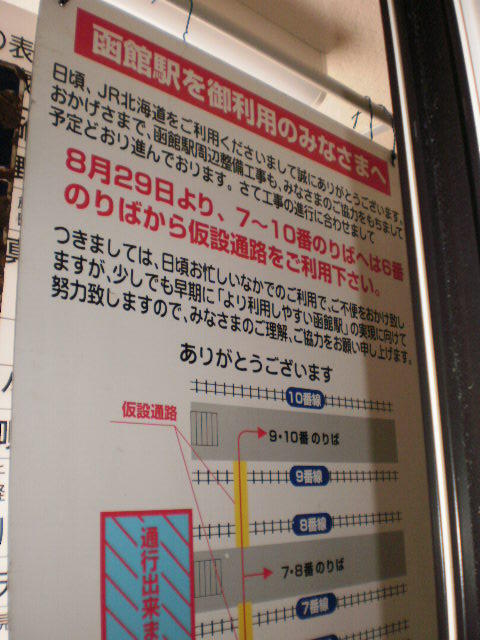 函館駅を御利用のみなさまへ
日頃、JR北海道をご利用くださいまして誠にありがとうございます。
おかげさまで、函館駅周辺整備工事も、みなさまのご協力をもちまして
予定どおり進んでおります。さて工事の進行に合わせまして
8月29日より、7〜10番のりばへは6番
のりばから仮設通路をご利用下さい。
つきましては、日頃お忙しいなかでのご利用で、ご不便をおかけ致し
ますが、少しでも早期に「より利用しやすい函館駅」の実現に向けて
努力致しますので、みなさまのご理解、ご協力をお願い申し上げます。
ありがとうございます
10番線
仮設通路
9・10番のりば
9番線
8番線
通行出来ま
7・8番のりば
7番線